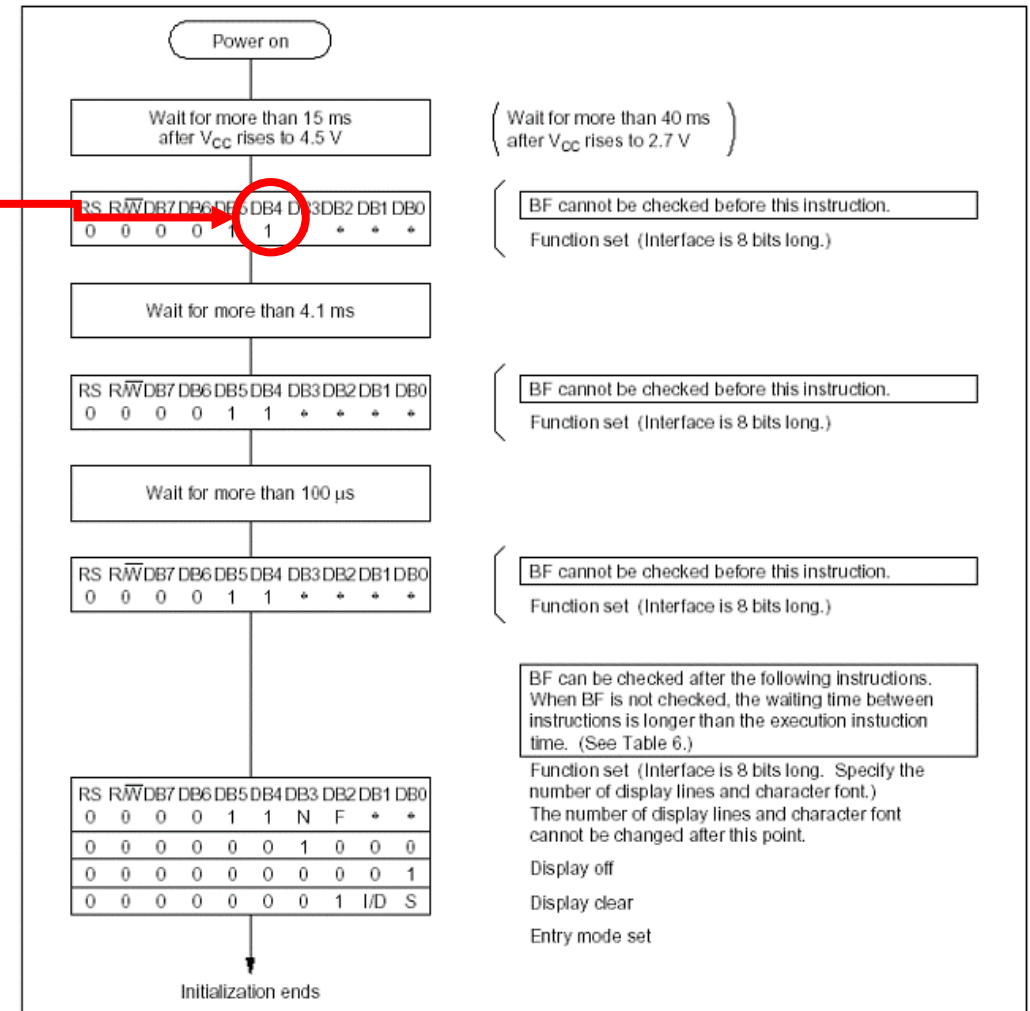 Power on
Wait for more than 15 ms
after VCC rises to 4.5 V
Wait for more than 40 ms
after VCC rises to 2.7 V
RS R/W DB7 DB6 DB5 DB4 DB3 DB2 DB1 DB0
0 0 0 0 1 1 * * *
BF cannot be checked before this instruction.
Function set (Interface is 8 bits long.)
Wait for more than 4.1 ms
RS R/W DB7 DB6 DB5 DB4 DB3 DB2 DB1 DB0
0 0 0 0 1 1 * * * *
BF cannot be checked before this instruction.
Function set (Interface is 8 bits long.)
Wait for more than 100 μs
RS R/W DB7 DB6 DB5 DB4 DB3 DB2 DB1 DB0
0 0 0 0 1 1 * * * *
BF cannot be checked before this instruction.
Function set (Interface is 8 bits long.)
BF can be checked after the following instructions.
When BF is not checked, the waiting time between
instructions is longer than the execution instuction
time. (See Table 6.)
RS R/W DB7 DB6 DB5 DB4 DB3 DB2 DB1 DB0
0 0 0 0 1 1 N F * *
0 0 0 0 0 0 1 0 0 0
0 0 0 0 0 0 0 0 0 1
0 0 0 0 0 0 0 1 I/D S
Function set (Interface is 8 bits long. Specify the
number of display lines and character font.)
The number of display lines and character font
cannot be changed after this point.
Display off
Display clear
Entry mode set
Initialization ends